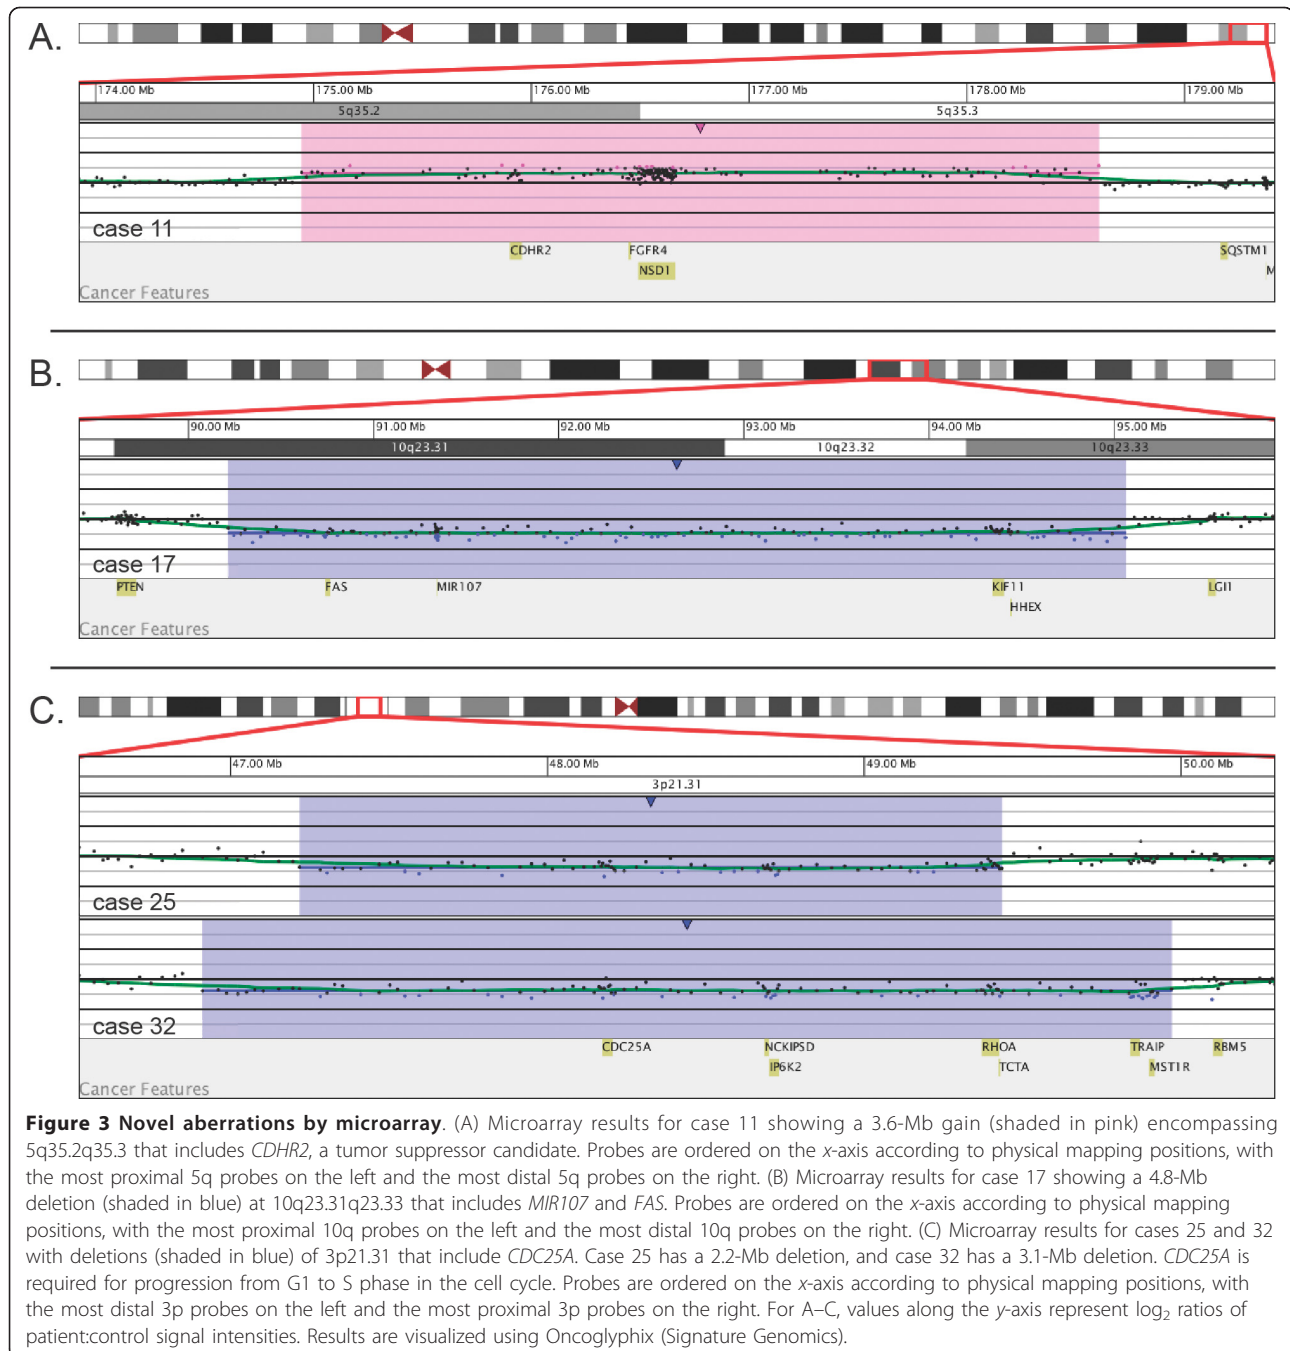 A.
174.00 Mb 175.00 Mb 176.00 Mb 177.00 Mb 178.00 Mb 179.00 Mb
5q35.2 5q35.3
case 11
CDHR2 FGFR4 SQSTM1
NSD1 M
Cancer Features
B.
90.00 Mb 91.00 Mb 92.00 Mb 93.00 Mb 94.00 Mb 95.00 Mb
10q23.31 10q23.32 10q23.33
case 17
PTEN FAS MIR107 KIF11 LGI1
HHEX
Cancer Features
C.
47.00 Mb 48.00 Mb 49.00 Mb 50.00 Mb
3p21.31
case 25
case 32
CDC25A NCKIPSD RHOA TRAIP RBM5
IP6K2 TCTA MST1R
Cancer Features
Figure 3 Novel aberrations by microarray. (A) Microarray results for case 11 showing a 3.6-Mb gain (shaded in pink) encompassing
5q35.2q35.3 that includes CDHR2, a tumor suppressor candidate. Probes are ordered on the x-axis according to physical mapping positions, with
the most proximal 5q probes on the left and the most distal 5q probes on the right. (B) Microarray results for case 17 showing a 4.8-Mb
deletion (shaded in blue) at 10q23.31q23.33 that includes MIR107 and FAS. Probes are ordered on the x-axis according to physical mapping
positions, with the most proximal 10q probes on the left and the most distal 10q probes on the right. (C) Microarray results for cases 25 and 32
with deletions (shaded in blue) of 3p21.31 that include CDC25A. Case 25 has a 2.2-Mb deletion, and case 32 has a 3.1-Mb deletion. CDC25A is
required for progression from G1 to S phase in the cell cycle. Probes are ordered on the x-axis according to physical mapping positions, with
the most distal 3p probes on the left and the most proximal 3p probes on the right. For A–C, values along the y-axis represent log2 ratios of
patient:control signal intensities. Results are visualized using Oncoglyphix (Signature Genomics).